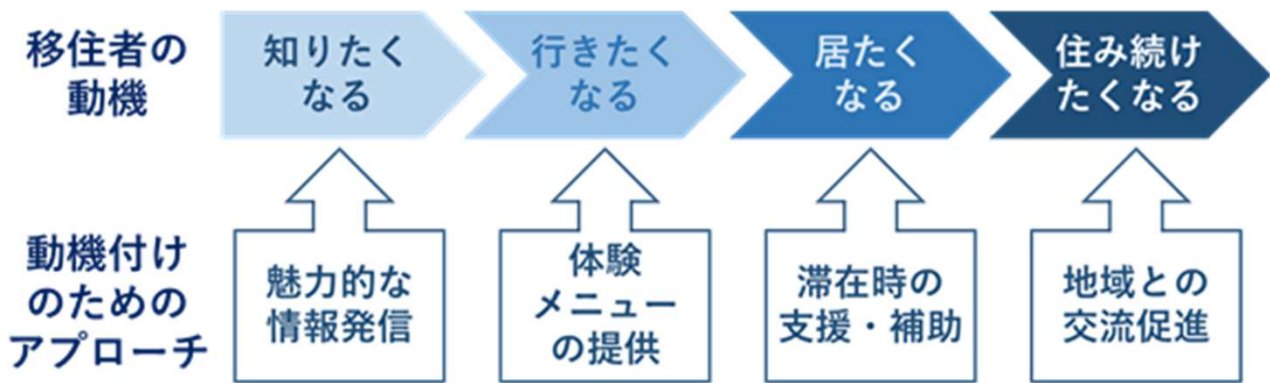 移住者の
動機
知りたく
なる
行きたく
なる
居たく
なる
住み続け
たくなる
動機付け
のための
アプローチ
魅力的な
情報発信
体験
メニュー
の提供
滞在時の
支援・補助
地域との
交流促進